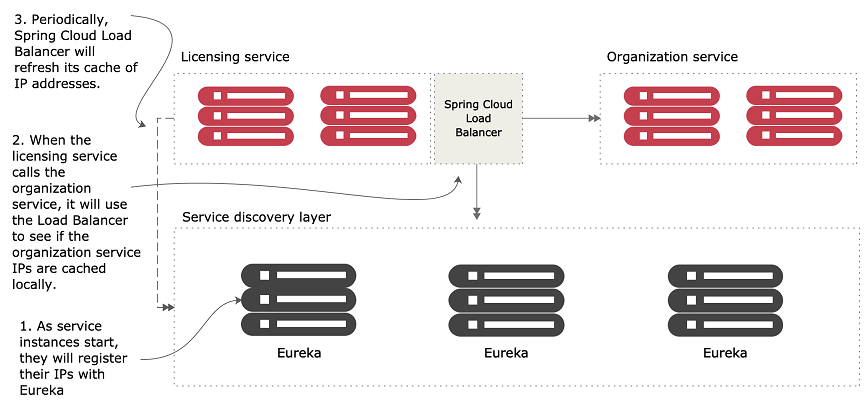 3. Periodically,
Spring Cloud Load
Balancer will
refresh its cache of
IP addresses.
Licensing service
Organization service
Spring Cloud
Load
Balancer
2. When the
licensing service
calls the
organization
service, it will use
the Load Balancer
to see if the
organization service
IPs are cached
locally.
Service discovery layer
1. As service
instances start,
they will register
their IPs with
Eureka
Eureka
Eureka
Eureka